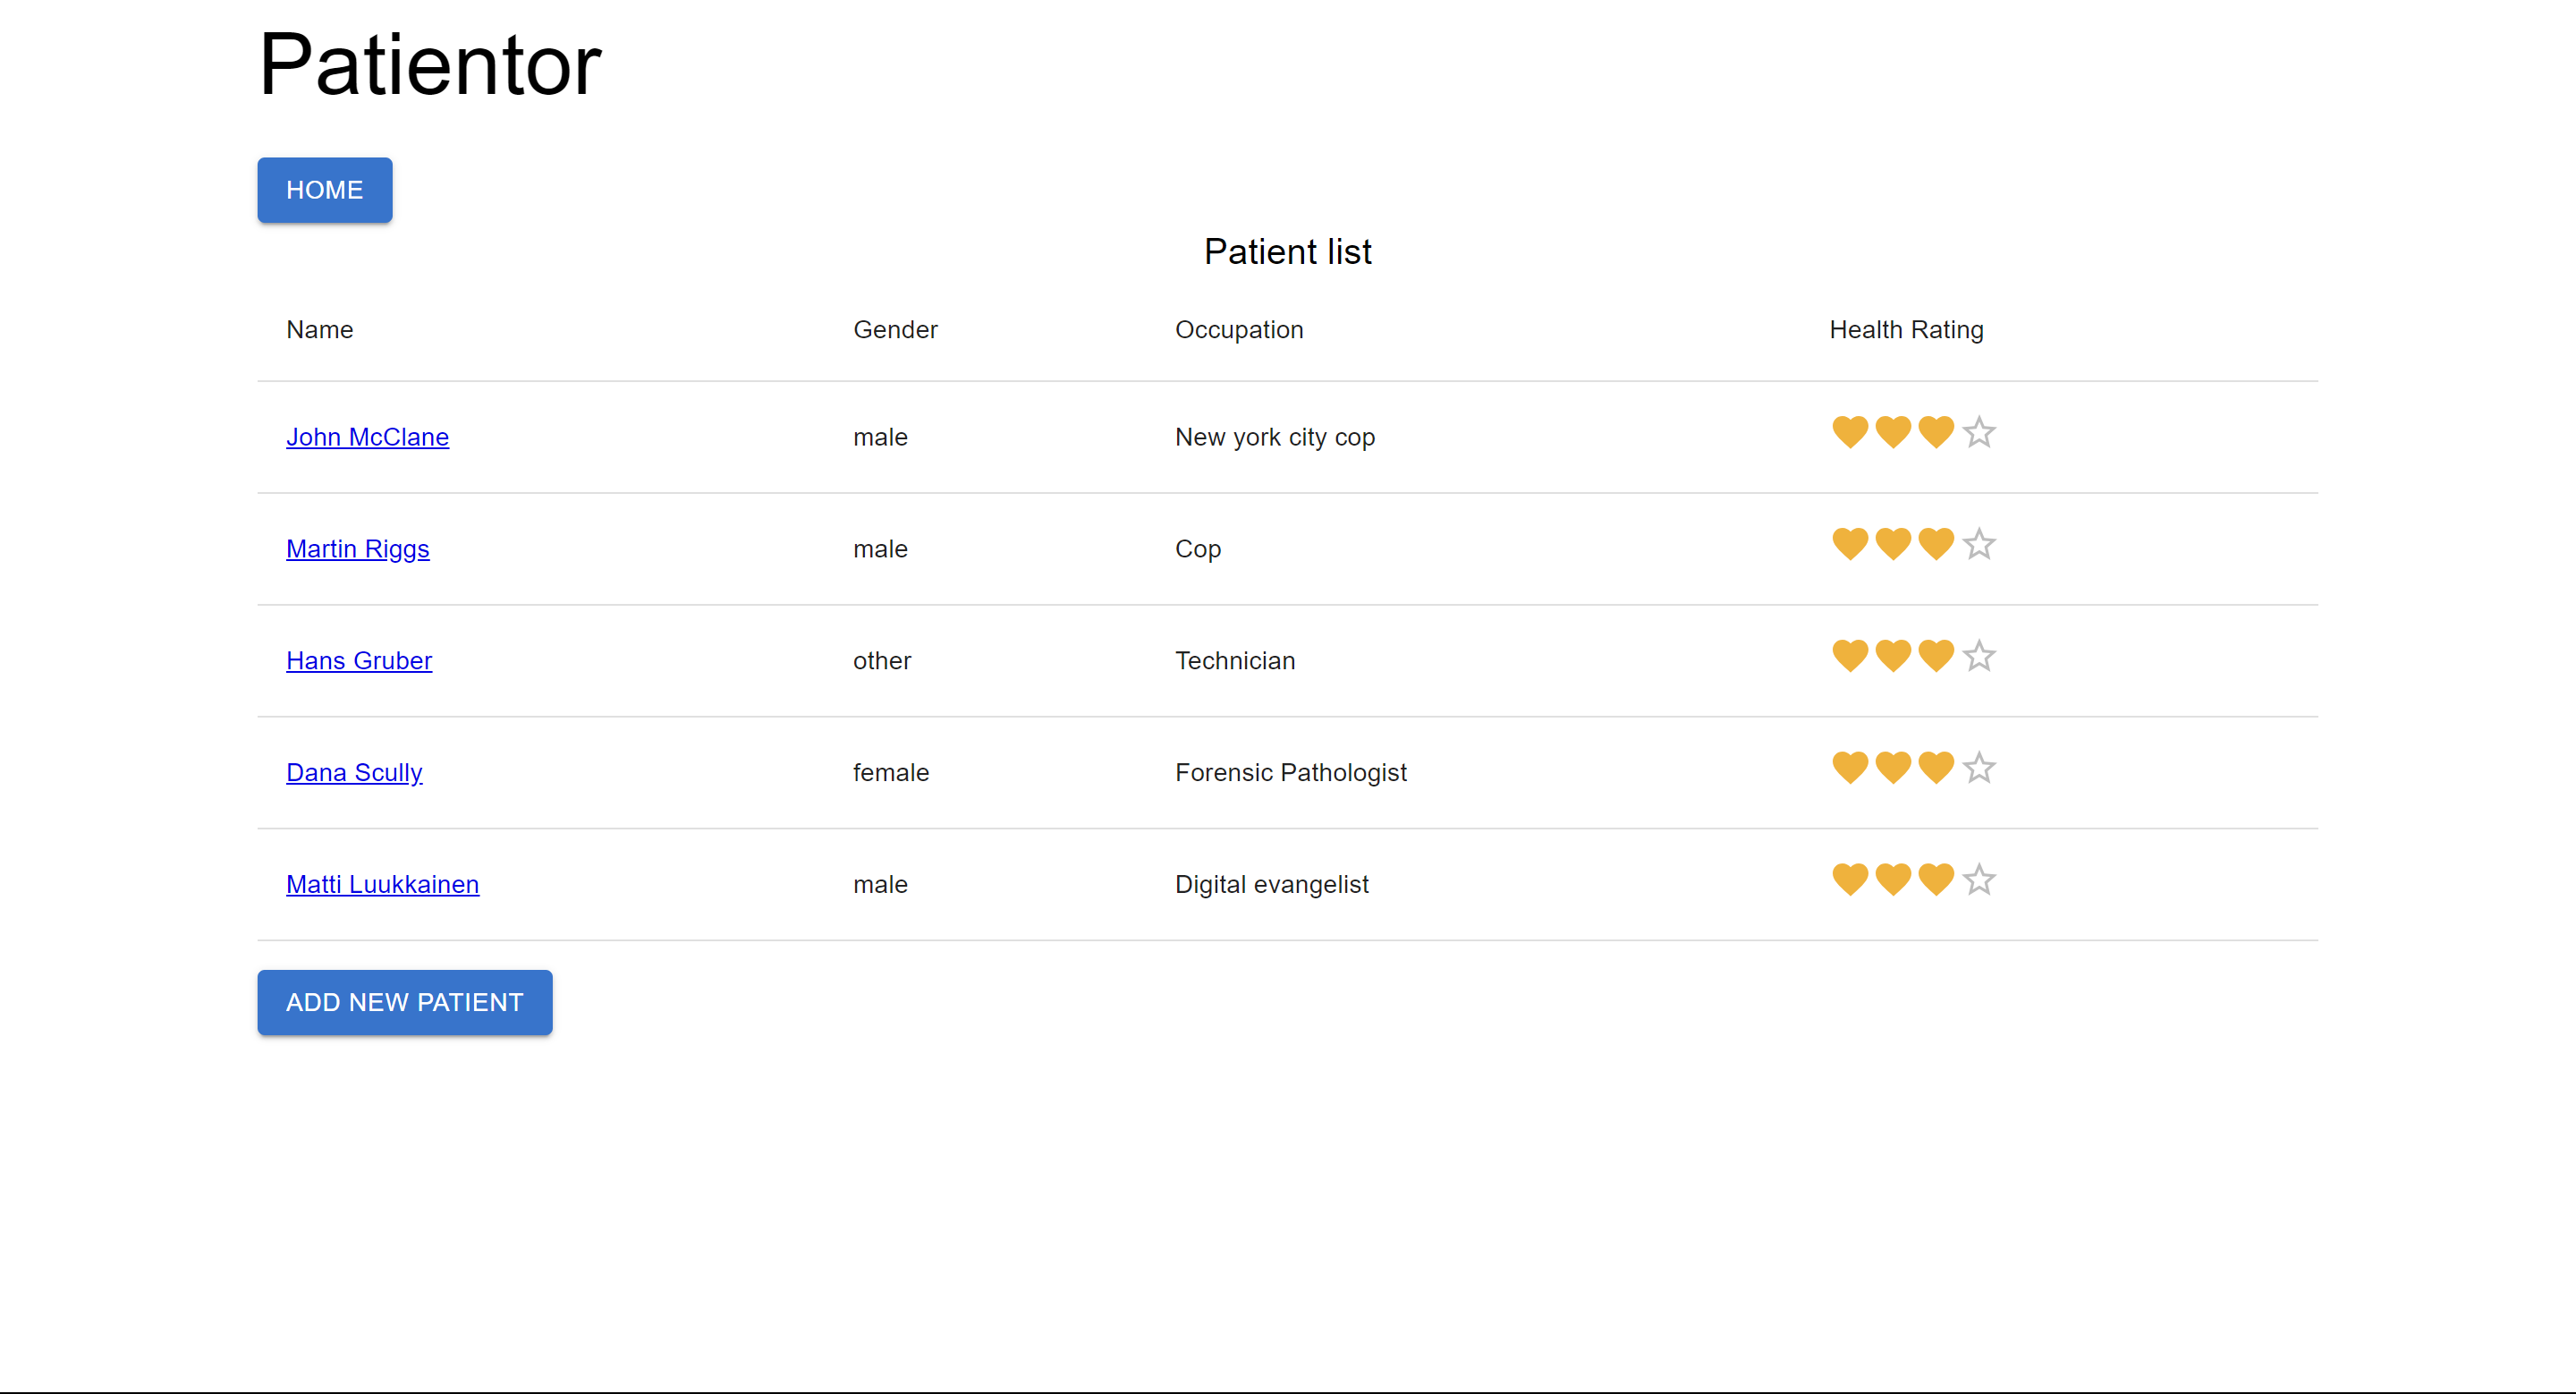 Patientor
HOME
Patient list
Name Gender Occupation Health Rating
John McClane male New york city cop
Martin Riggs male Cop
Hans Gruber other Technician
Dana Scully female Forensic Pathologist
Matti Luukkainen male Digital evangelist
ADD NEW PATIENT